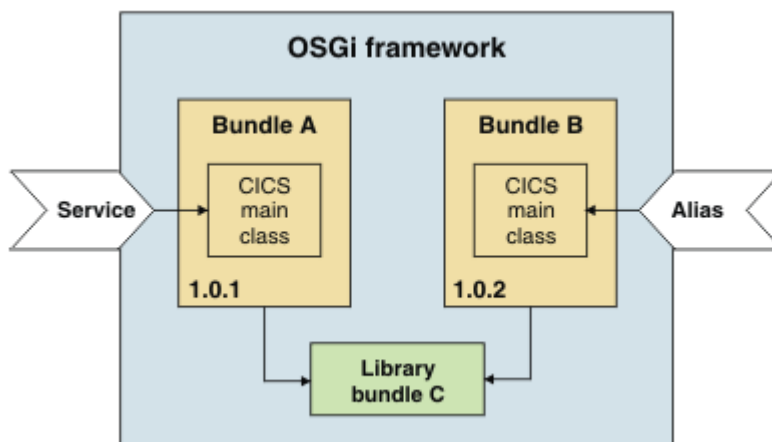 OSGi framework
Bundle A
Bundle B
CICS
main
class
CICS
main
class
Service
Alias
1.0.1
1.0.2
Library
bundle C